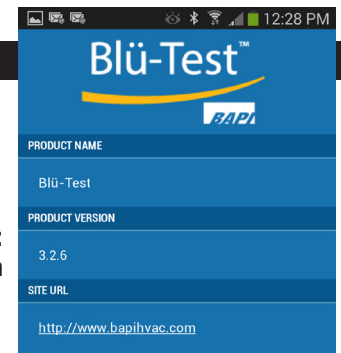 12:28 PM
Blü-Test™
BAPI
PRODUCT NAME
Blü-Test
PRODUCT VERSION
3.2.6
SITE URL
http://www.bapihvac.com